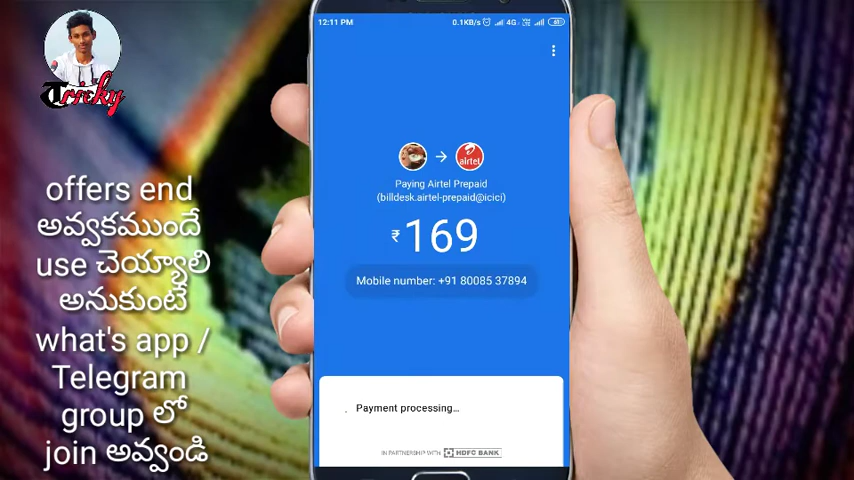 12:11 PM
0.1KB/s
4G
Tricky
airtel
Paying Airtel Prepaid
(billdesk.airtel-prepaid@icici)
₹169
Mobile number: +91 80085 37894
Payment processing...
IN PARTNERSHIP WITH HDFC BANK
offers end
అవ్వకముందే
use చెయ్యాలి
అనుకుంటే
what's app /
Telegram
group లో
join అవ్వండి